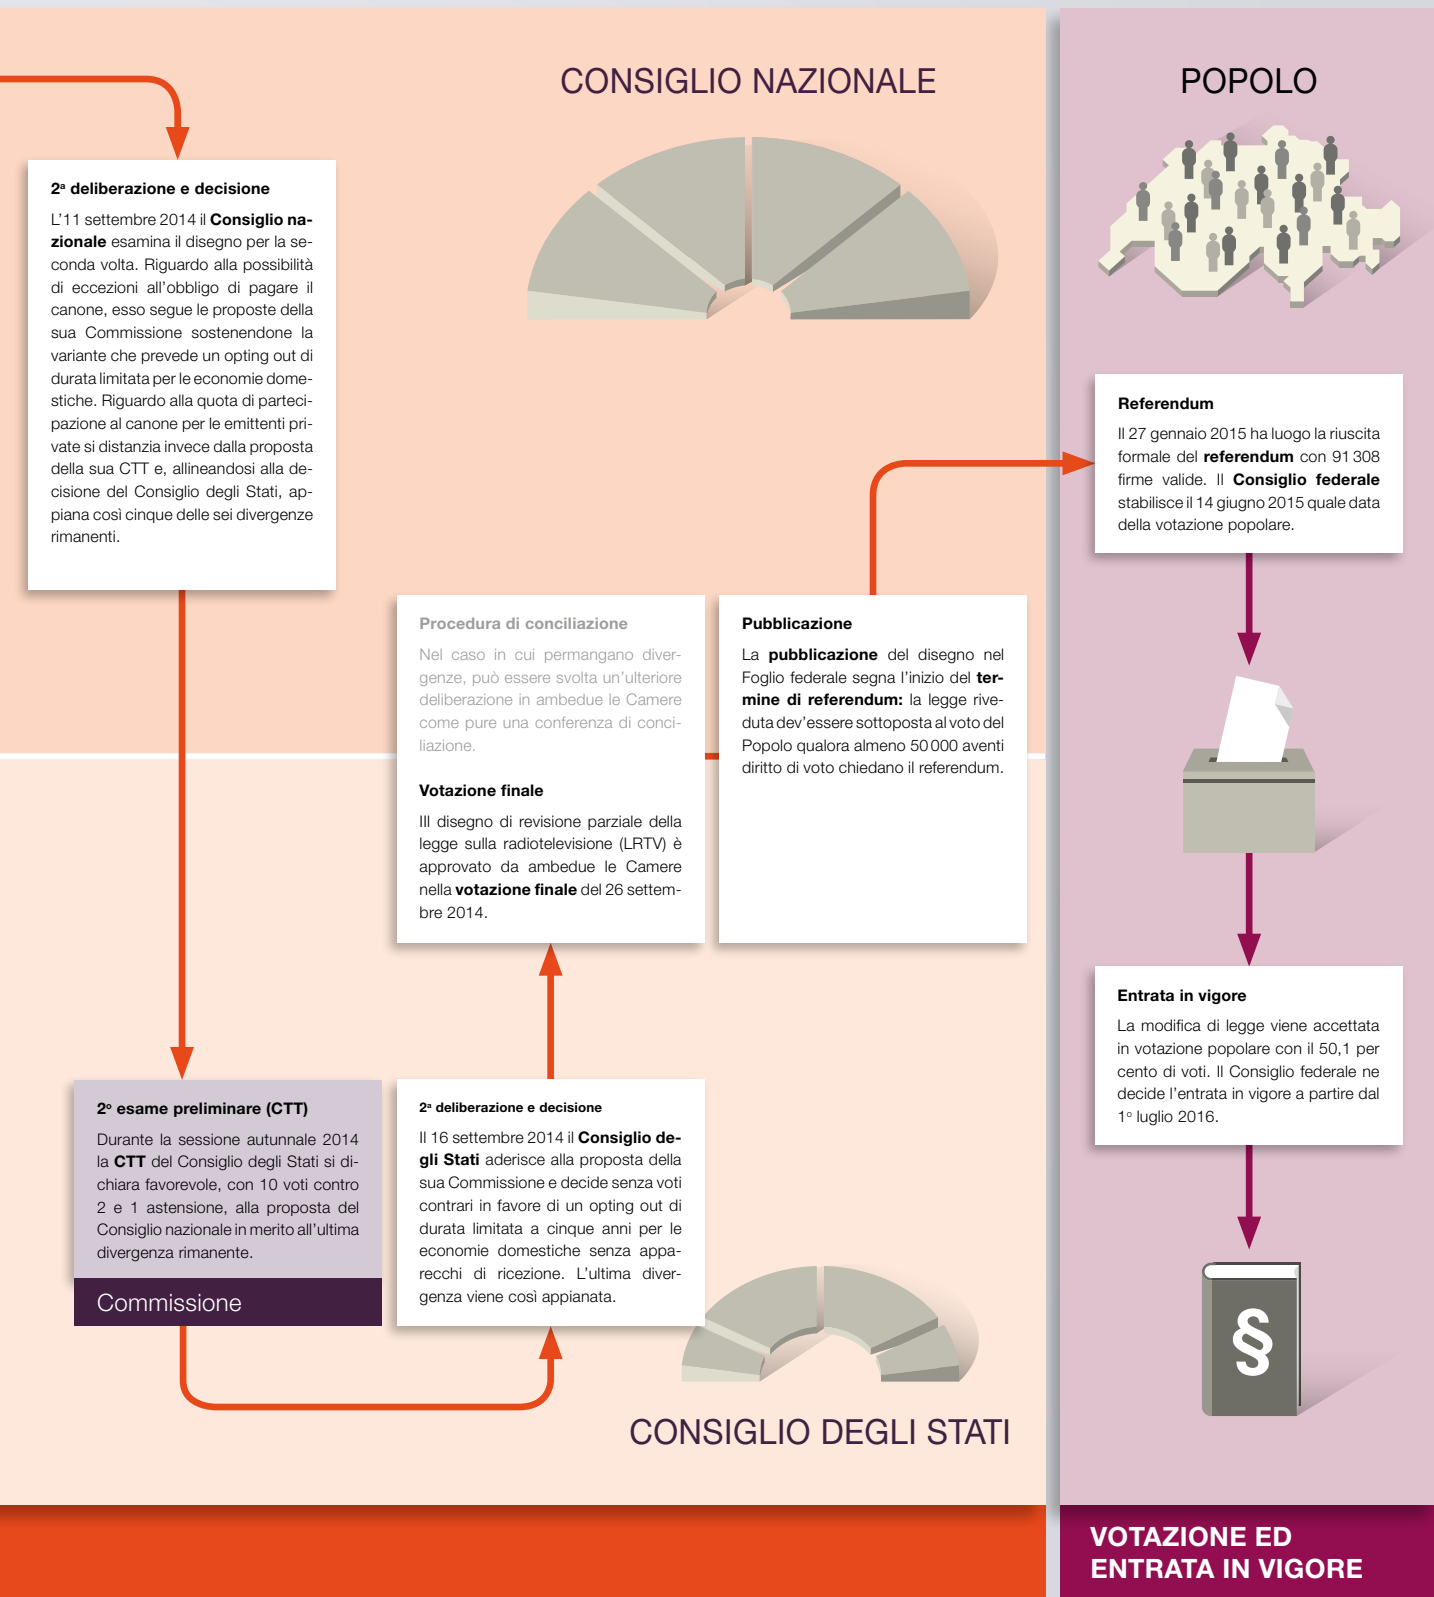 CONSIGLIO NAZIONALE
2ª deliberazione e decisione
L'11 settembre 2014 il Consiglio na-
zionale esamina il disegno per la se-
conda volta. Riguardo alla possibilità
di eccezioni all'obbligo di pagare il
canone, esso segue le proposte della
sua Commissione sostenendone la
variante che prevede un opting out di
durata limitata per le economie dome-
stiche. Riguardo alla quota di parteci-
pazione al canone per le emittenti pri-
vate si distanzia invece dalla proposta
della sua CTT e, allineandosi alla de-
cisione del Consiglio degli Stati, ap-
piana così cinque delle sei divergenze
rimanenti.
2º esame preliminare (CTT)
Durante la sessione autunnale 2014
la CTT del Consiglio degli Stati si di-
chiara favorevole, con 10 voti contro
2 e 1 astensione, alla proposta del
Consiglio nazionale in merito all'ultima
divergenza rimanente.
Commissione
2ª deliberazione e decisione
Il 16 settembre 2014 il Consiglio de-
gli Stati aderisce alla proposta della
sua Commissione e decide senza voti
contrari in favore di un opting out di
durata limitata a cinque anni per le
economie domestiche senza appa-
recchi di ricezione. L'ultima diver-
genza viene così appianata.
CONSIGLIO DEGLI STATI
Procedura di conciliazione
Nel caso in cui permangano diver-
genze, può essere svolta un'ulteriore
deliberazione in ambedue le Camere
come pure una conferenza di conci-
liazione.
Votazione finale
Ill disegno di revisione parziale della
legge sulla radiotelevisione (LRTV) è
approvato da ambedue le Camere
nella votazione finale del 26 settem-
bre 2014.
Pubblicazione
La pubblicazione del disegno nel
Foglio federale segna l'inizio del ter-
mine di referendum: la legge rive-
duta dev'essere sottoposta al voto del
Popolo qualora almeno 50 000 aventi
diritto di voto chiedano il referendum.
POPOLO
Referendum
Il 27 gennaio 2015 ha luogo la riuscita
formale del referendum con 91 308
firme valide. Il Consiglio federale
stabilisce il 14 giugno 2015 quale data
della votazione popolare.
Entrata in vigore
La modifica di legge viene accettata
in votazione popolare con il 50,1 per
cento di voti. Il Consiglio federale ne
decide l'entrata in vigore a partire dal
1º luglio 2016.
§
VOTAZIONE ED
ENTRATA IN VIGORE